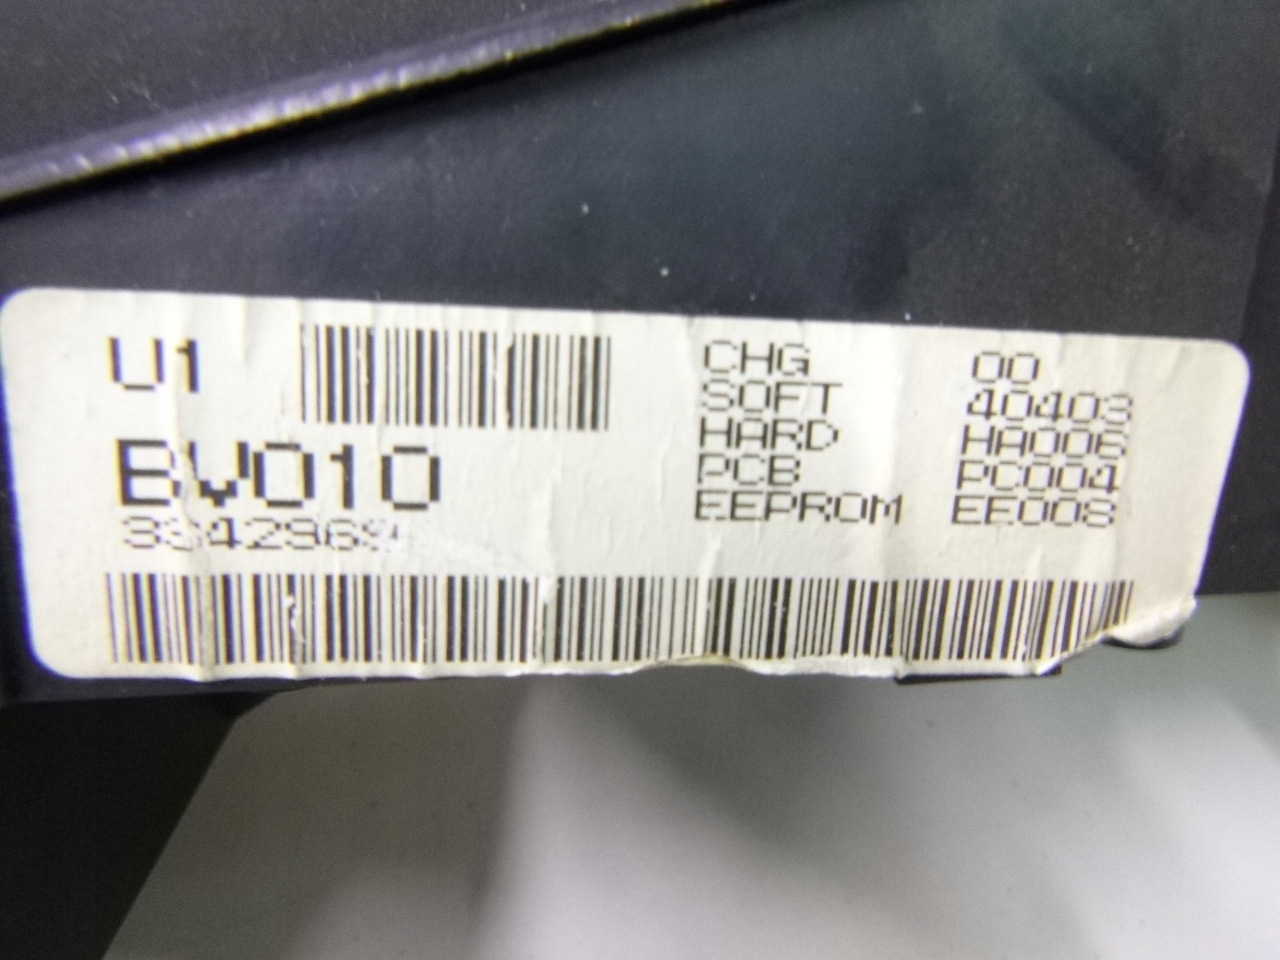 U1
BV010
CHG 00
SOFT 40403
HARD HA006
PCB PC004
EEPROM EE008